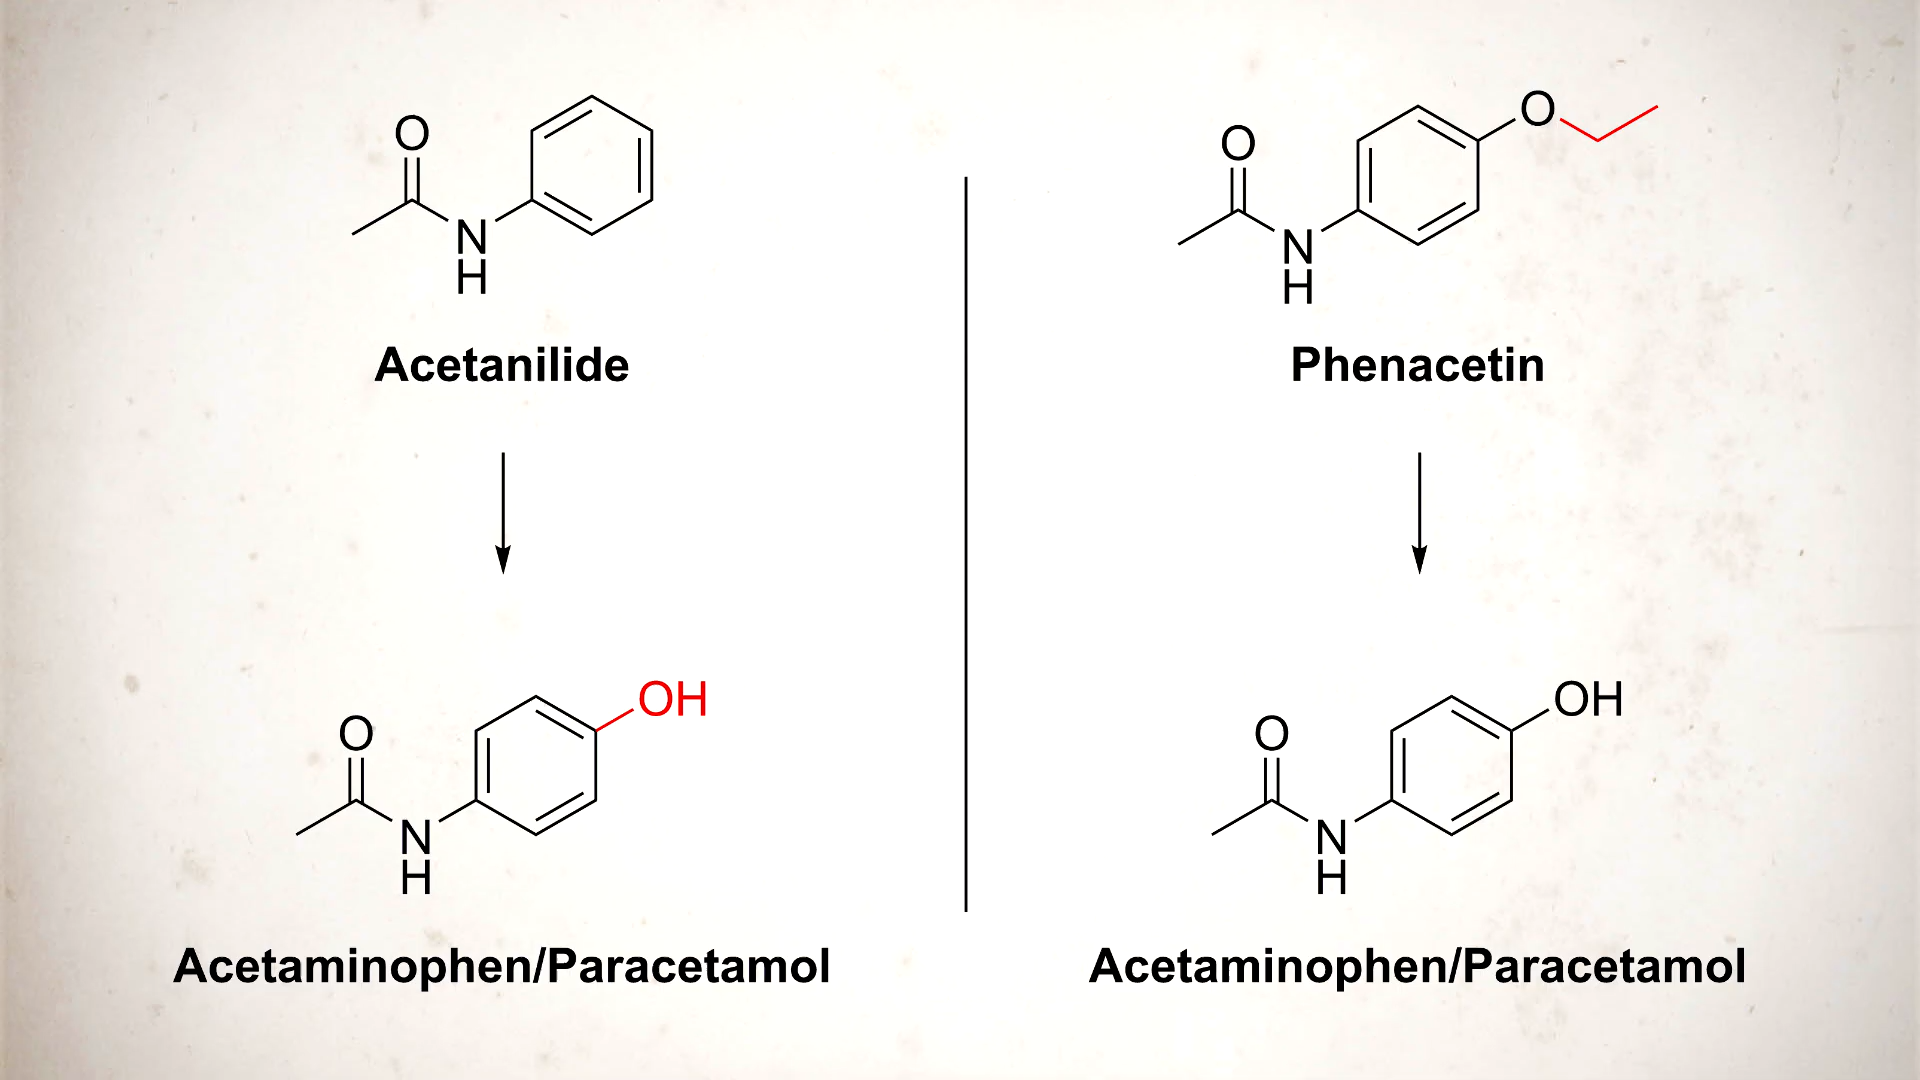 O
N
H
Acetanilide
OH
O
N
H
Acetaminophen/Paracetamol
O
O
N
H
Phenacetin
OH
O
N
H
Acetaminophen/Paracetamol